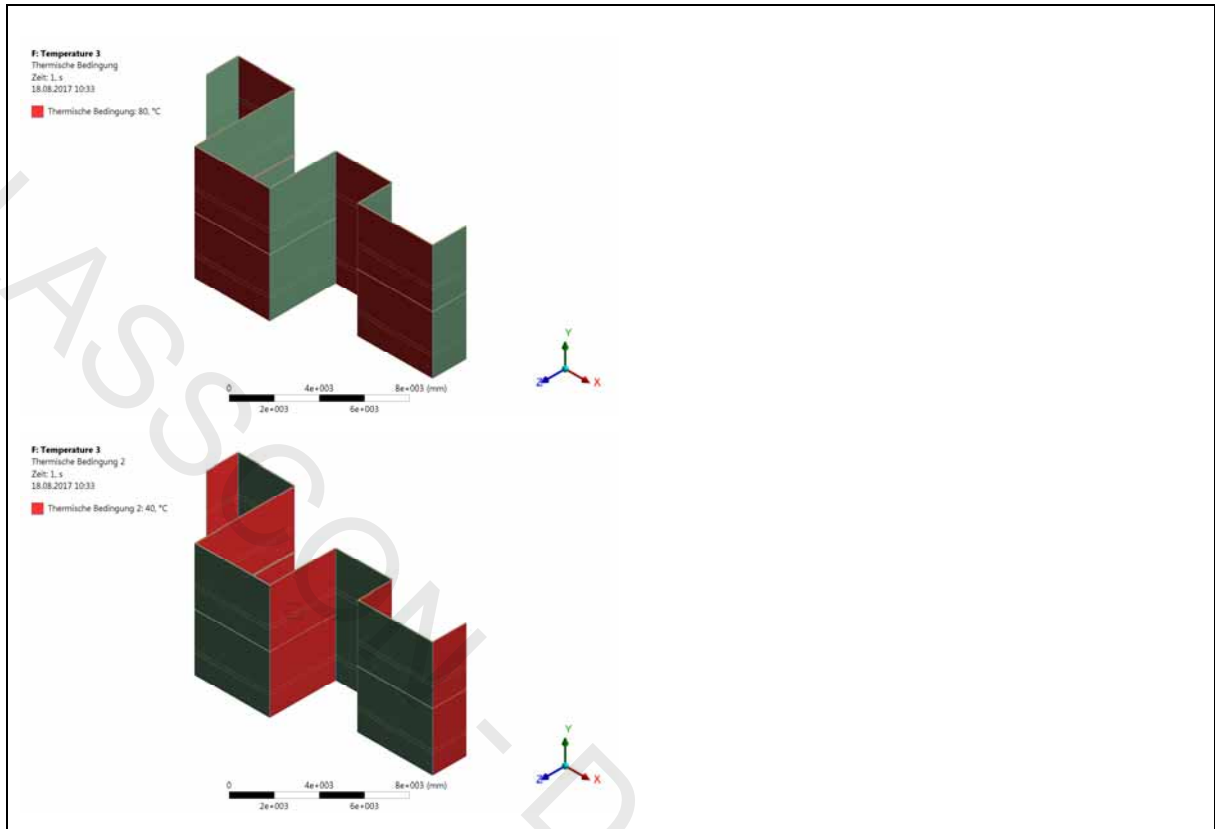 F: Temperature 3
Thermische Bedingung
Zeit: 1, s
18.08.2017 10:33
Thermische Bedingung: 80, °C
Y
Z
X
0
4e+003
8e+003 (mm)
2e+003
6e+003
F: Temperature 3
Thermische Bedingung 2
Zeit: 1, s
18.08.2017 10:33
Thermische Bedingung 2: 40, °C
Y
Z
X
0
4e+003
8e+003 (mm)
2e+003
6e+003